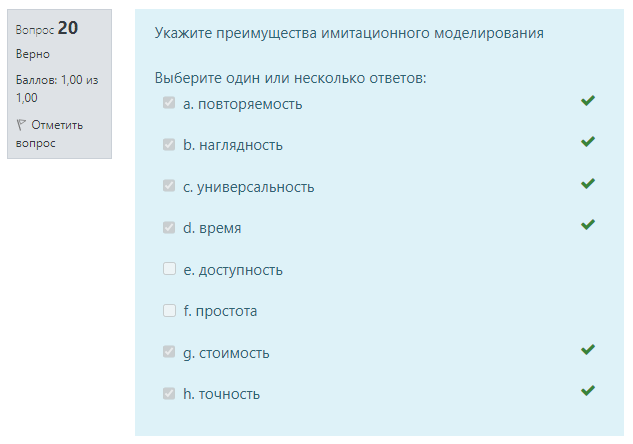 Вопрос 20
Верно
Баллов: 1,00 из
1,00
Отметить
вопрос
Укажите преимущества имитационного моделирования
Выберите один или несколько ответов:
a. повторяемость
b. наглядность
c. универсальность
d. время
e. доступность
f. простота
g. стоимость
h. точность